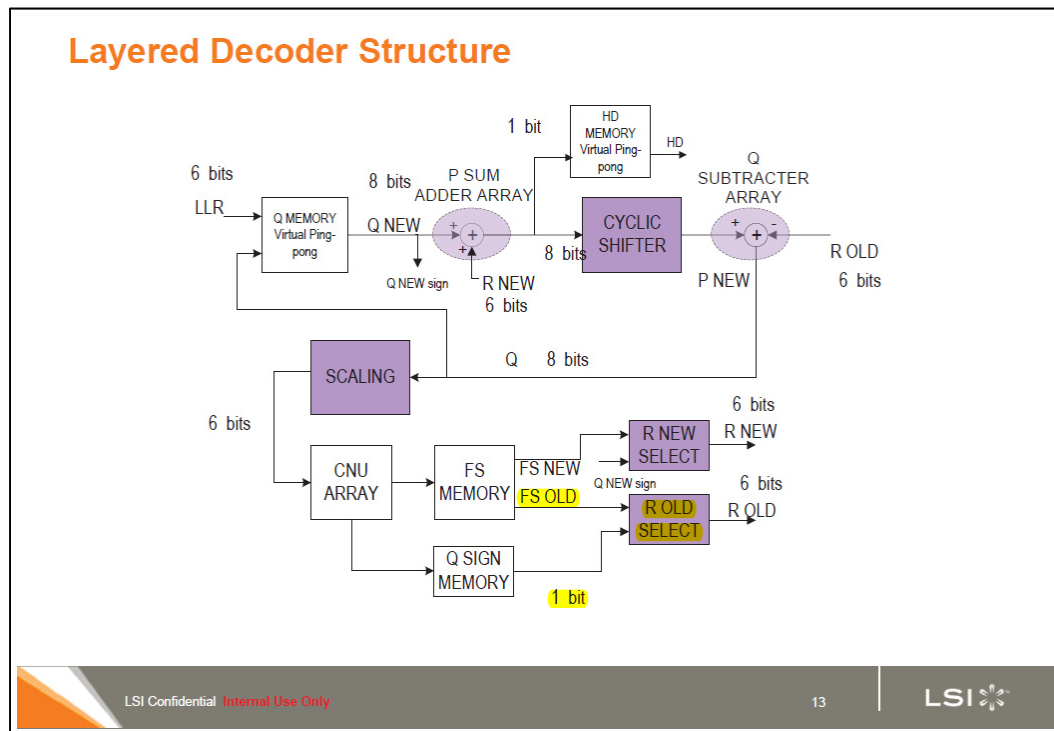 Layered Decoder Structure
1 bit
HD
MEMORY
Virtual Ping-
pong
HD
6 bits
LLR
Q MEMORY
Virtual Ping-
pong
8 bits
Q NEW
Q NEW sign
P SUM
ADDER ARRAY
+
+
+
R NEW
6 bits
8 bits
CYCLIC
SHIFTER
Q
SUBTRACTER
ARRAY
+
-
+
P NEW
R OLD
6 bits
SCALING
Q 8 bits
6 bits
CNU
ARRAY
FS
MEMORY
FS NEW
FS OLD
Q NEW sign
R NEW
SELECT
6 bits
R NEW
R OLD
SELECT
6 bits
R OLD
Q SIGN
MEMORY
1 bit
LSI Confidential Internal Use Only
13
LSI